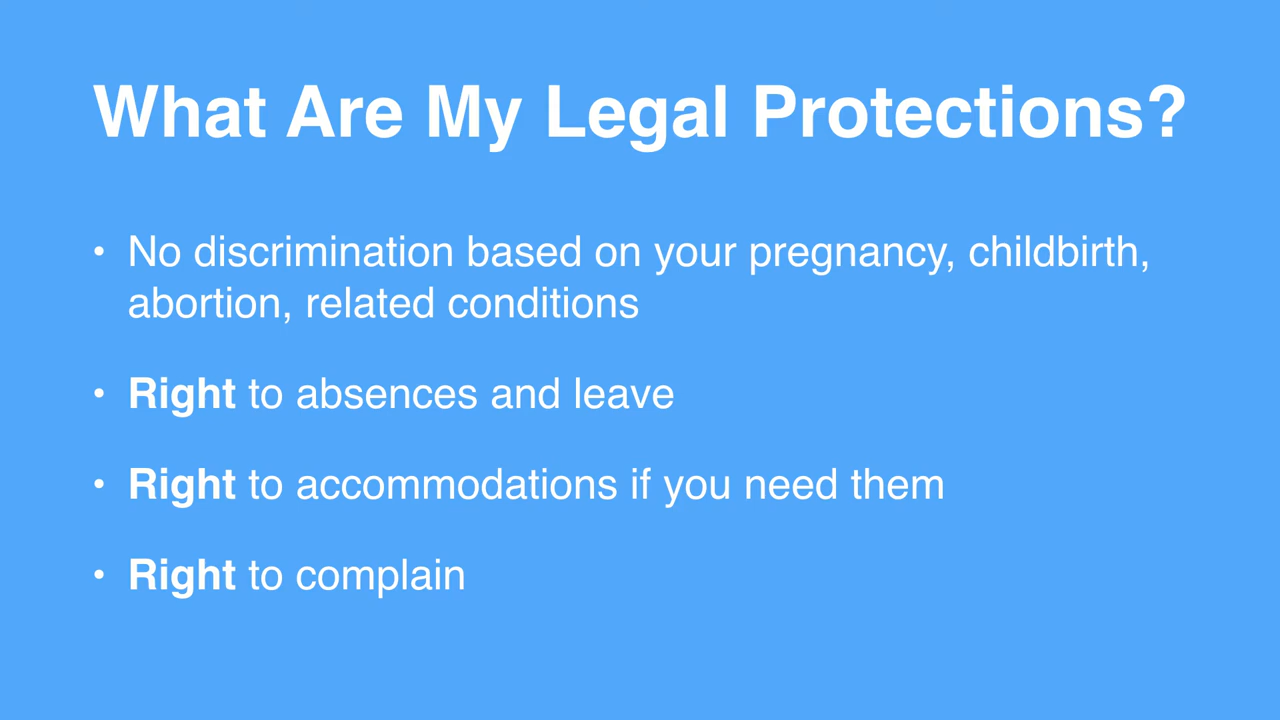 What Are My Legal Protections?
• No discrimination based on your pregnancy, childbirth,
abortion, related conditions
• Right to absences and leave
• Right to accommodations if you need them
• Right to complain